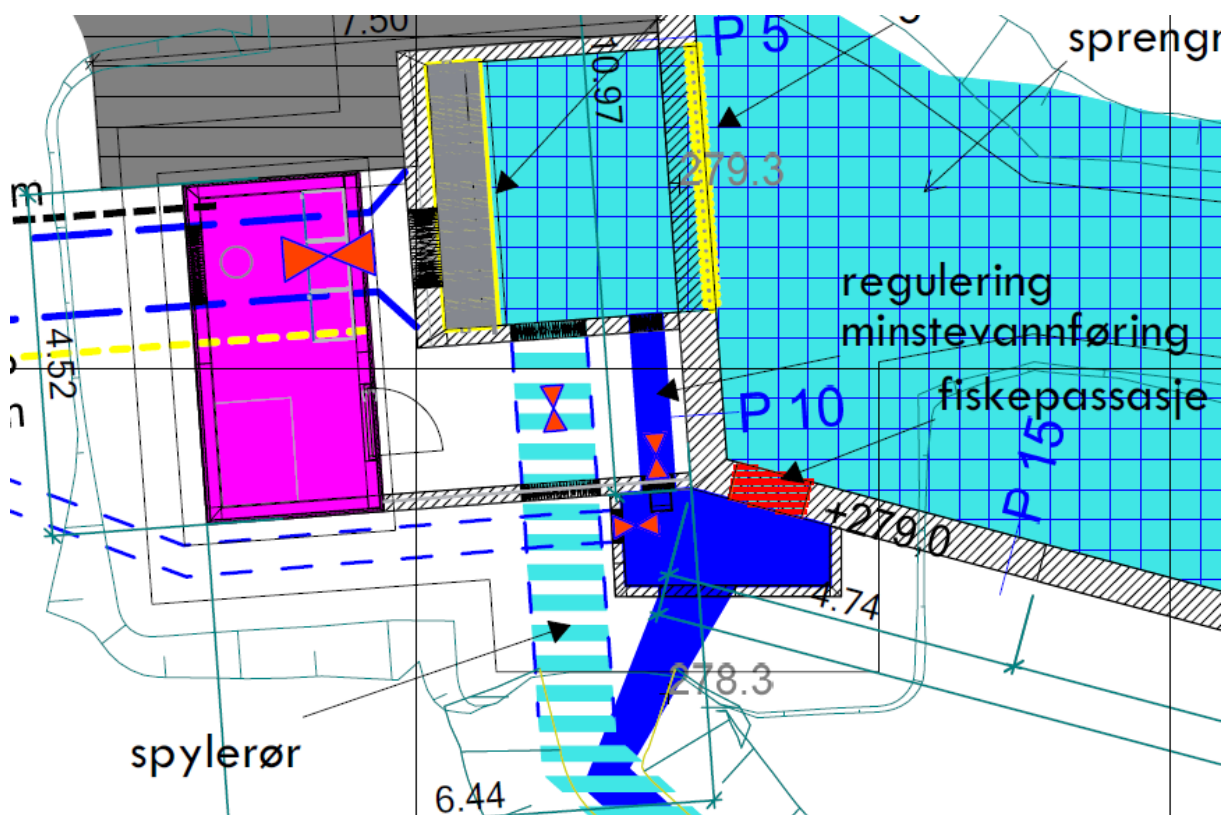 7.50
P 5
sprengr
10.97
279.3
m
regulering
minstevannføring
4.52
fiskepassasje
P 10
P 15
+279,0
4.74
278.3
spylerør
6.44